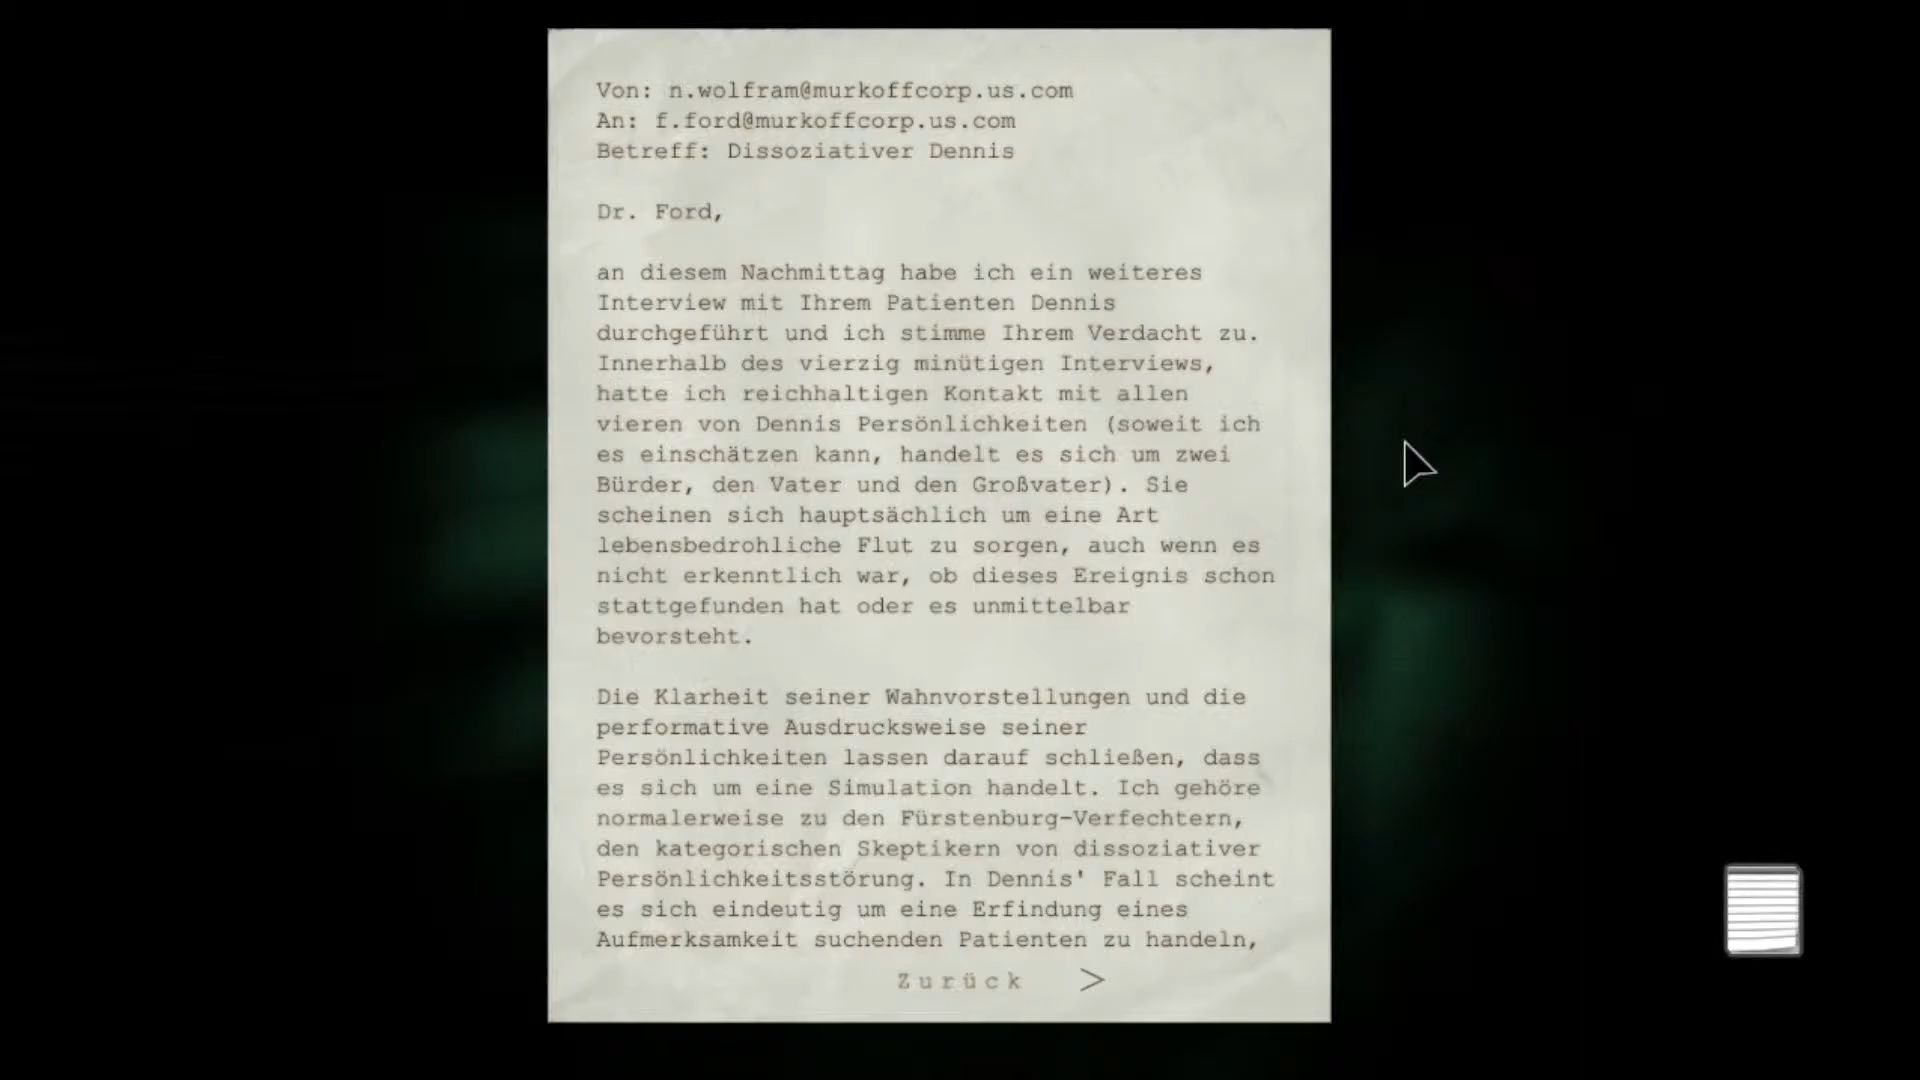 Von: n.wolfram@murkoffcorp.us.com
An: f.ford@murkoffcorp.us.com
Betreff: Dissoziativer Dennis
Dr. Ford,
an diesem Nachmittag habe ich ein weiteres
Interview mit Ihrem Patienten Dennis
durchgeführt und ich stimme Ihrem Verdacht zu.
Innerhalb des vierzig minütigen Interviews,
hatte ich reichhaltigen Kontakt mit allen
vieren von Dennis Persönlichkeiten (soweit ich
es einschätzen kann, handelt es sich um zwei
Bürder, den Vater und den Großvater). Sie
scheinen sich hauptsächlich um eine Art
lebensbedrohliche Flut zu sorgen, auch wenn es
nicht erkenntlich war, ob dieses Ereignis schon
stattgefunden hat oder es unmittelbar
bevorsteht.
Die Klarheit seiner Wahnvorstellungen und die
performative Ausdrucksweise seiner
Persönlichkeiten lassen darauf schließen, dass
es sich um eine Simulation handelt. Ich gehöre
normalerweise zu den Fürstenburg-Verfechtern,
den kategorischen Skeptikern von dissoziativer
Persönlichkeitsstörung. In Dennis' Fall scheint
es sich eindeutig um eine Erfindung eines
Aufmerksamkeit suchenden Patienten zu handeln,
Zurück >